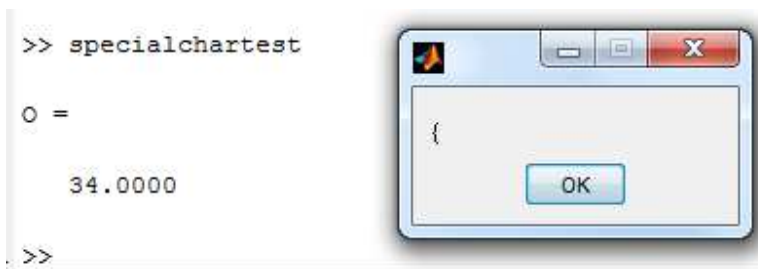 >> specialchartest
O =
34.0000
>>
{
OK